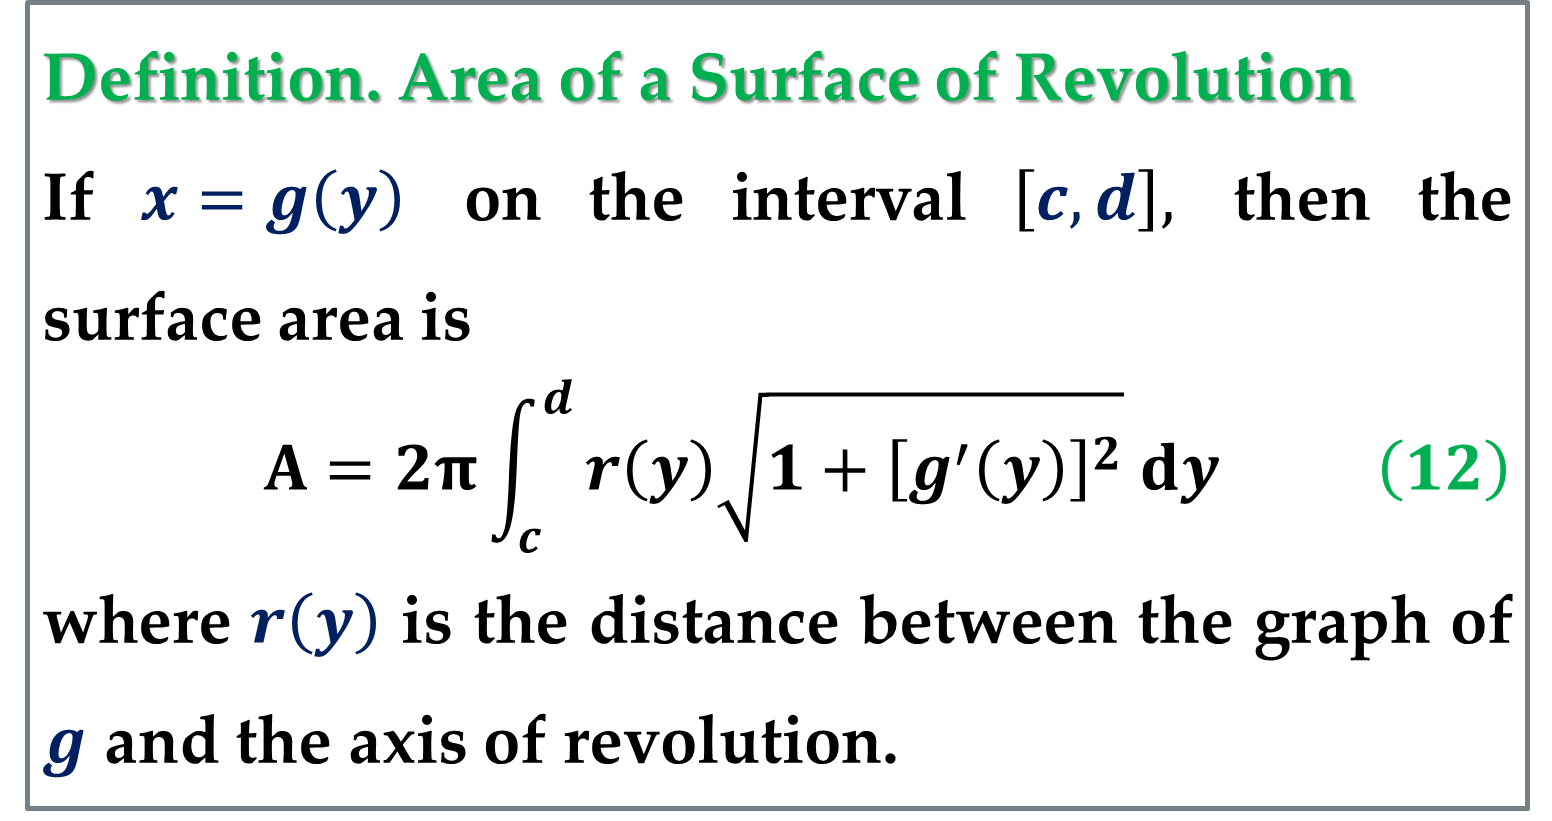 Definition. Area of a Surface of Revolution
If x = g(y) on the interval [c, d], then the
surface area is
A = 2π ∫_c^d r(y) √(1 + [g′(y)]²) dy (12)
where r(y) is the distance between the graph of
g and the axis of revolution.